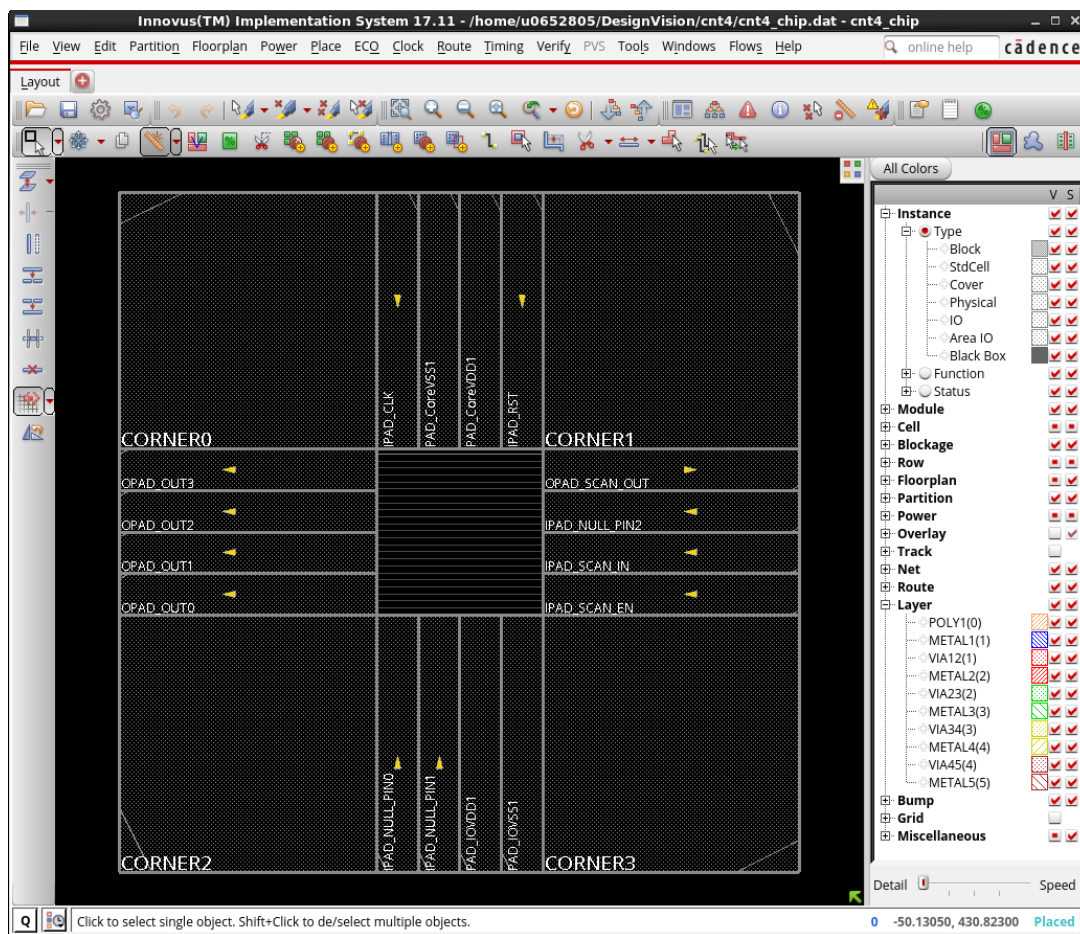 Innovus(TM) Implementation System 17.11 - /home/u0652805/DesignVision/cnt4/cnt4_chip.dat - cnt4_chip
File View Edit Partition Floorplan Power Place ECO Clock Route Timing Verify PVS Tools Windows Flows Help
online help
cādence
Layout
All Colors
V S
Instance
Type
Block
StdCell
Cover
Physical
IO
Area IO
Black Box
Function
Status
Module
Cell
Blockage
Row
Floorplan
Partition
Power
Overlay
Track
Net
Route
Layer
POLY1(0)
METAL1(1)
VIA12(1)
METAL2(2)
VIA23(2)
METAL3(3)
VIA34(3)
METAL4(4)
VIA45(4)
METAL5(5)
Bump
Grid
Miscellaneous
Detail Speed
IPAD_CLK
PAD_CoreVSS1
PAD_CoreVDD1
IPAD_RST
CORNER0
CORNER1
OPAD_OUT3
OPAD_SCAN_OUT
OPAD_OUT2
IPAD_NULL_PIN2
OPAD_OUT1
IPAD_SCAN_IN
OPAD_OUT0
IPAD_SCAN_EN
IPAD_NULL_PIN0
IPAD_NULL_PIN1
PAD_IOVDD1
PAD_IOVSS1
CORNER2
CORNER3
Q
Click to select single object. Shift+Click to de/select multiple objects.
0
-50.13050, 430.82300
Placed